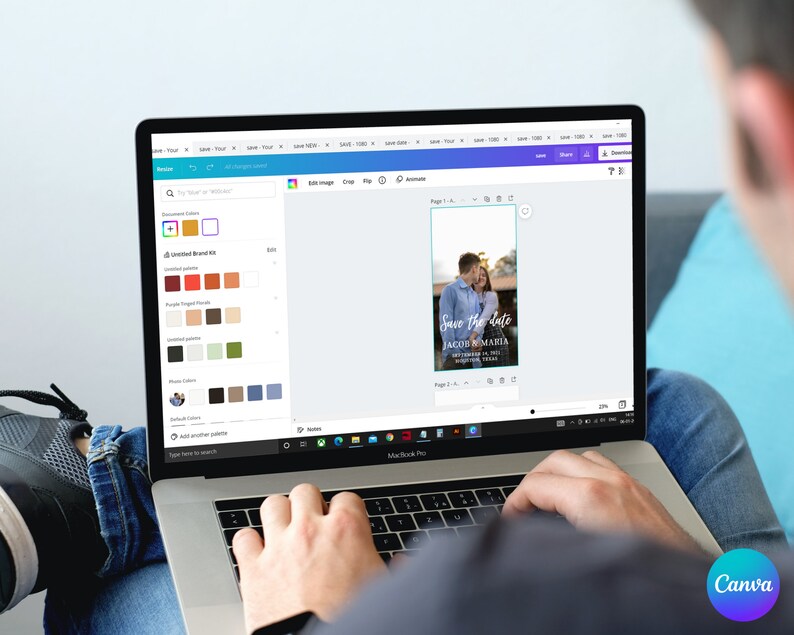 save - Your
save - Your
save - Your
save NEW -
SAVE - 1080
save date -
save - Your
save - 1080
save - 1080
save - 1080
save - 1080
Resize
All changes saved
save
Share
Download
Try "blue" or "#00c4cc"
Edit image
Crop
Flip
Animate
Document Colors
Untitled Brand Kit
Edit
Untitled palette
Purple Tinged Florals
Untitled palette
Photo Colors
Default Colors
Add another palette
Page 1 - A..
Save the date
JACOB & MARIA
SEPTEMBER 14, 2021
HOUSTON, TEXAS
Page 2 - A..
Notes
23%
Type here to search
ENG
MacBook Pro
Canva